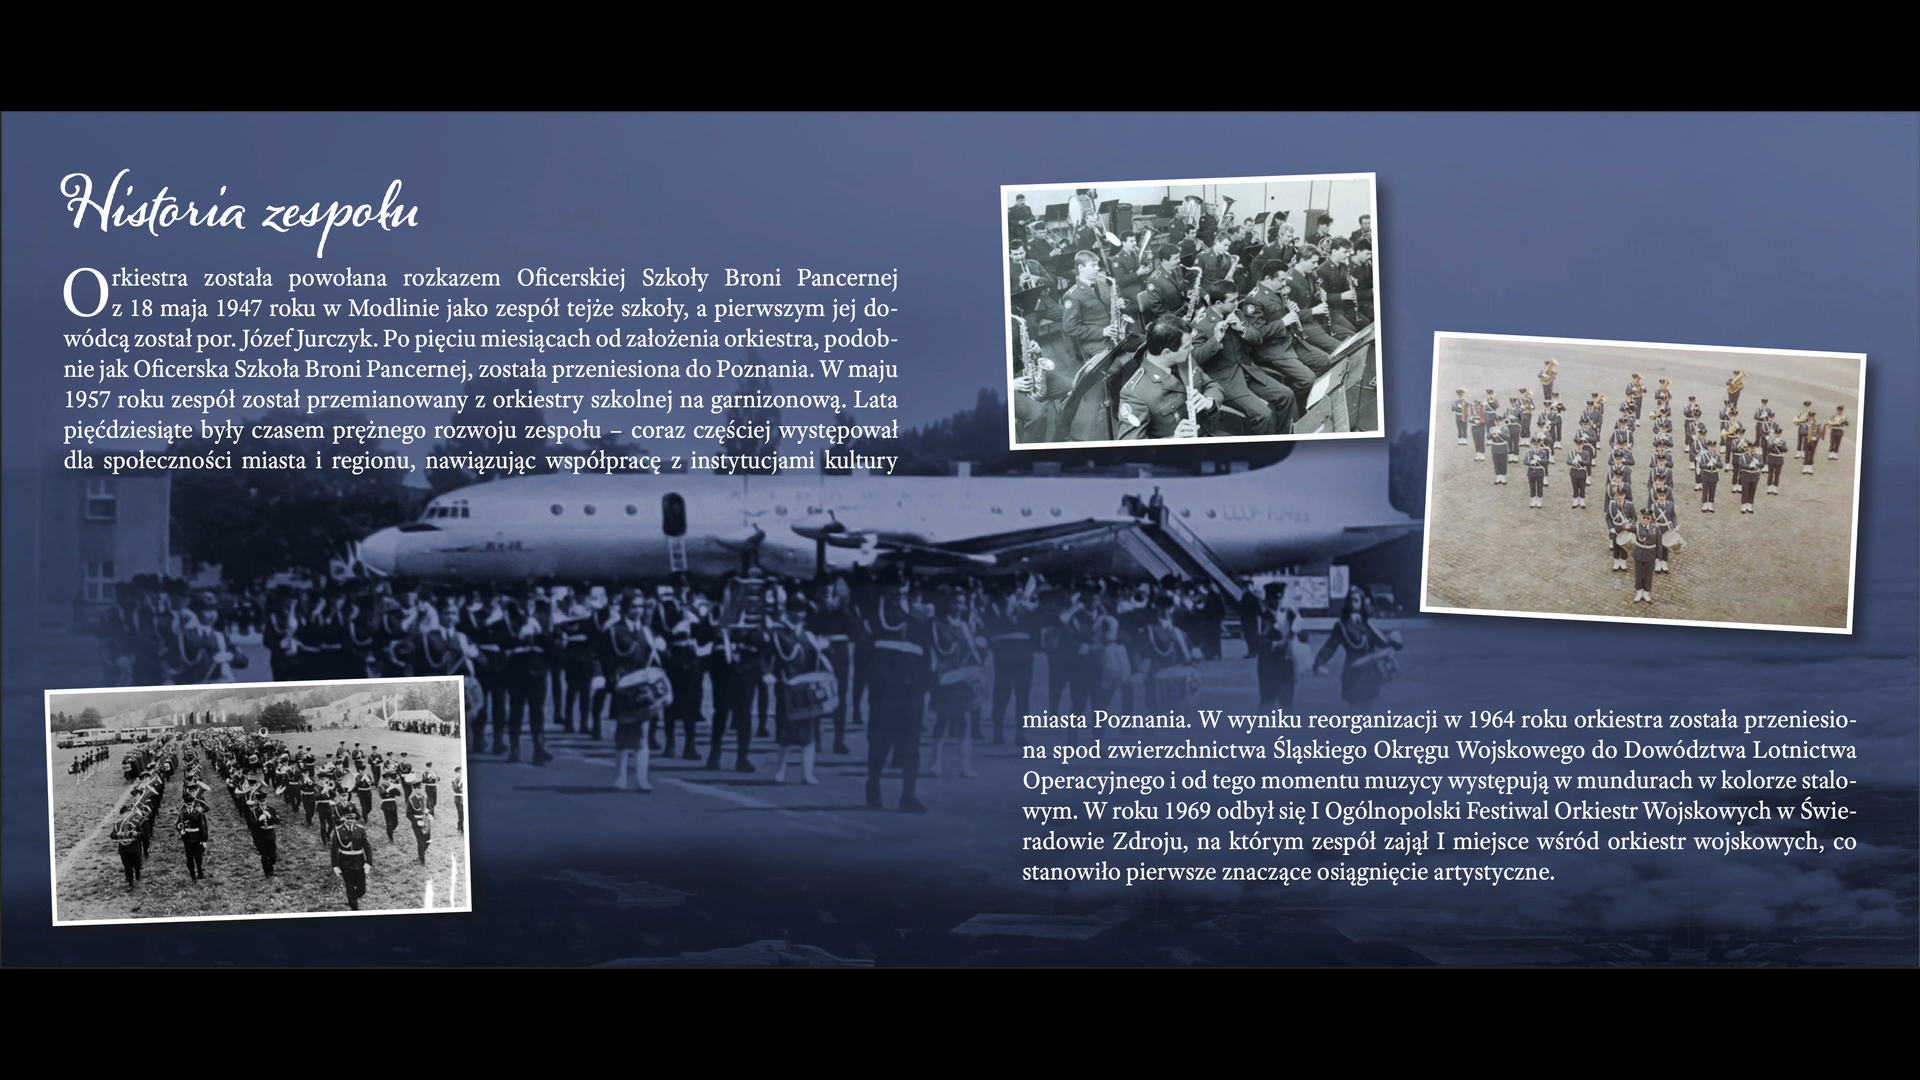 Historia zespołu
Orkiestra została powołana rozkazem Oficerskiej Szkoły Broni Pancernej
z 18 maja 1947 roku w Modlinie jako zespół tejże szkoły, a pierwszym jej do-
wódcą został por. Józef Jurczyk. Po pięciu miesiącach od założenia orkiestra, podob-
nie jak Oficerska Szkoła Broni Pancernej, została przeniesiona do Poznania. W maju
1957 roku zespół został przemianowany z orkiestry szkolnej na garnizonową. Lata
pięćdziesiąte były czasem prężnego rozwoju zespołu – coraz częściej występował
dla społeczności miasta i regionu, nawiązując współpracę z instytucjami kultury
miasta Poznania. W wyniku reorganizacji w 1964 roku orkiestra została przeniesio-
na spod zwierzchnictwa Śląskiego Okręgu Wojskowego do Dowództwa Lotnictwa
Operacyjnego i od tego momentu muzycy występują w mundurach w kolorze stalo-
wym. W roku 1969 odbył się I Ogólnopolski Festiwal Orkiestr Wojskowych w Świe-
radowie Zdroju, na którym zespół zajął I miejsce wśród orkiestr wojskowych, co
stanowiło pierwsze znaczące osiągnięcie artystyczne.